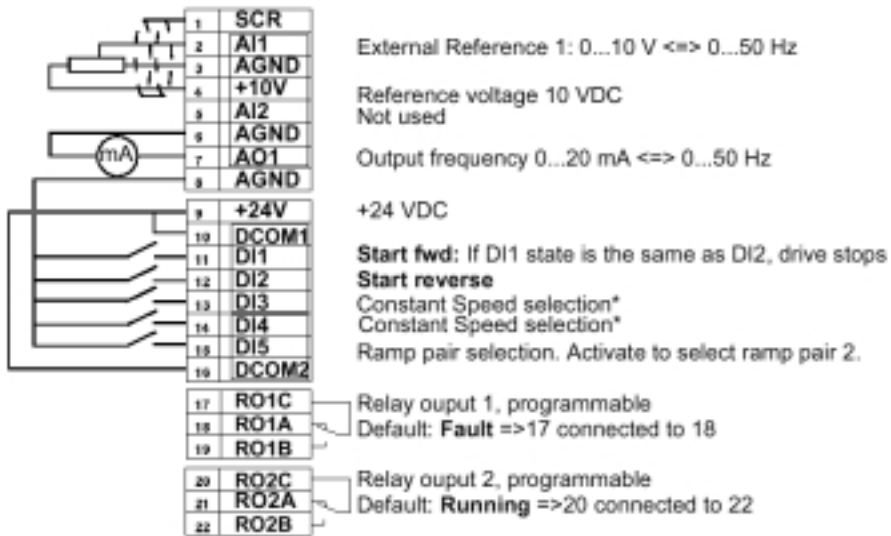 1 SCR
2 AI1 External Reference 1: 0...10 V <=> 0...50 Hz
3 AGND
4 +10V Reference voltage 10 VDC
5 AI2 Not used
6 AGND
mA 7 AO1 Output frequency 0...20 mA <=> 0...50 Hz
8 AGND
9 +24V +24 VDC
10 DCOM1
11 DI1 Start fwd: If DI1 state is the same as DI2, drive stops
12 DI2 Start reverse
13 DI3 Constant Speed selection*
14 DI4 Constant Speed selection*
15 DI5 Ramp pair selection. Activate to select ramp pair 2.
16 DCOM2
17 RO1C Relay ouput 1, programmable
18 RO1A Default: Fault =>17 connected to 18
19 RO1B
20 RO2C Relay ouput 2, programmable
21 RO2A Default: Running =>20 connected to 22
22 RO2B